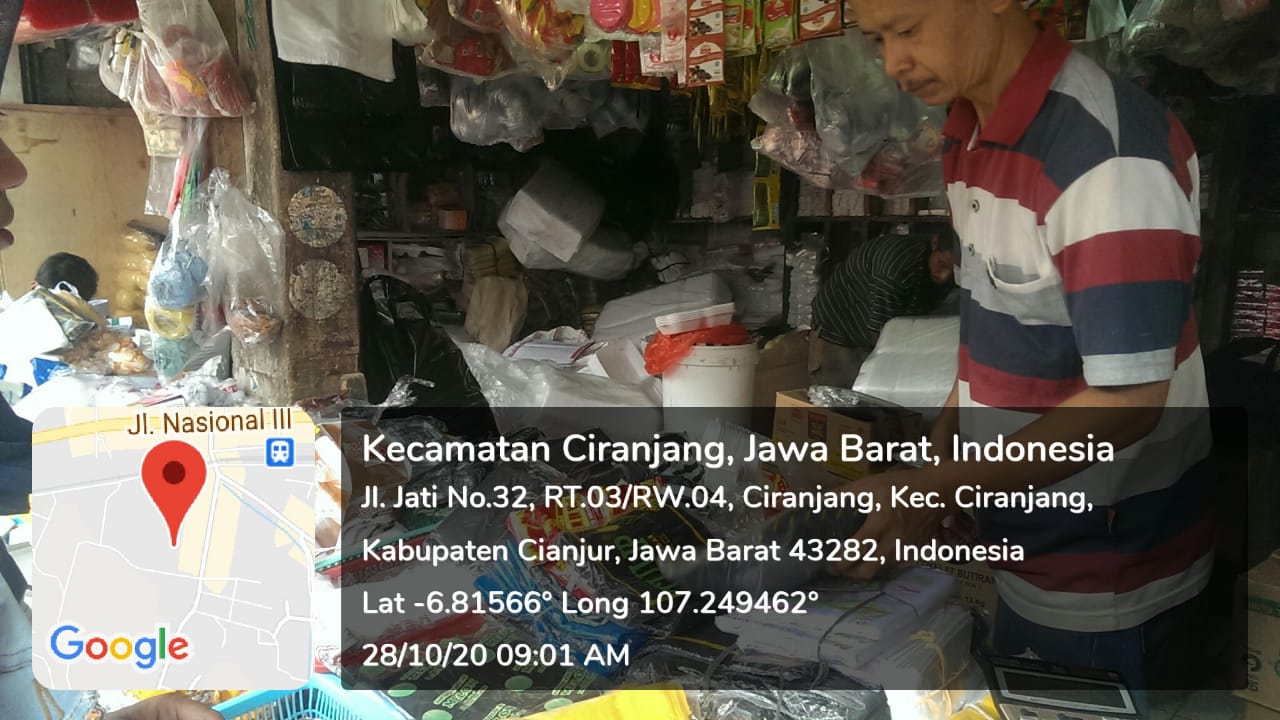 Jl. Nasional III
Google
Kecamatan Ciranjang, Jawa Barat, Indonesia
Jl. Jati No.32, RT.03/RW.04, Ciranjang, Kec. Ciranjang,
Kabupaten Cianjur, Jawa Barat 43282, Indonesia
Lat -6.81566° Long 107.249462°
28/10/20 09:01 AM
BUTIRAN